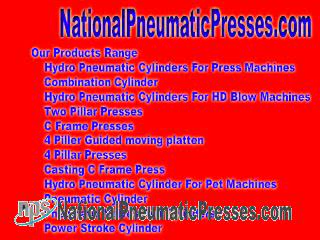 NationalPneumaticPresses.com
Our Products Range
Hydro Pneumatic Cylinders For Press Machines
Combination Cylinder
Hydro Pneumatic Cylinders For HD Blow Machines
Two Pillar Presses
C Frame Presses
4 Piller Guided moving platten
4 Pillar Presses
Casting C Frame Press
Hydro Pneumatic Cylinder For Pet Machines
Pneumatic Cylinder
NationalPneumaticPresses.com
Power Stroke Cylinder